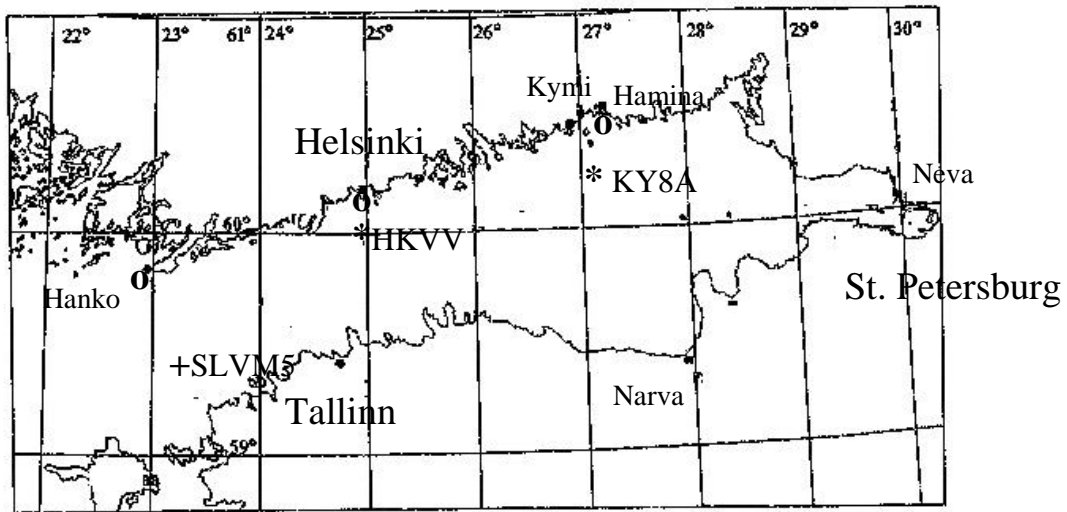 22° 23° 61° 24° 25° 26° 27° 28° 29° 30°
Kymi Hamina
Helsinki
*KY8A
Neva
60°
*HKVV
Hanko
St. Petersburg
+SLVM5
Narva
Tallinn
59°